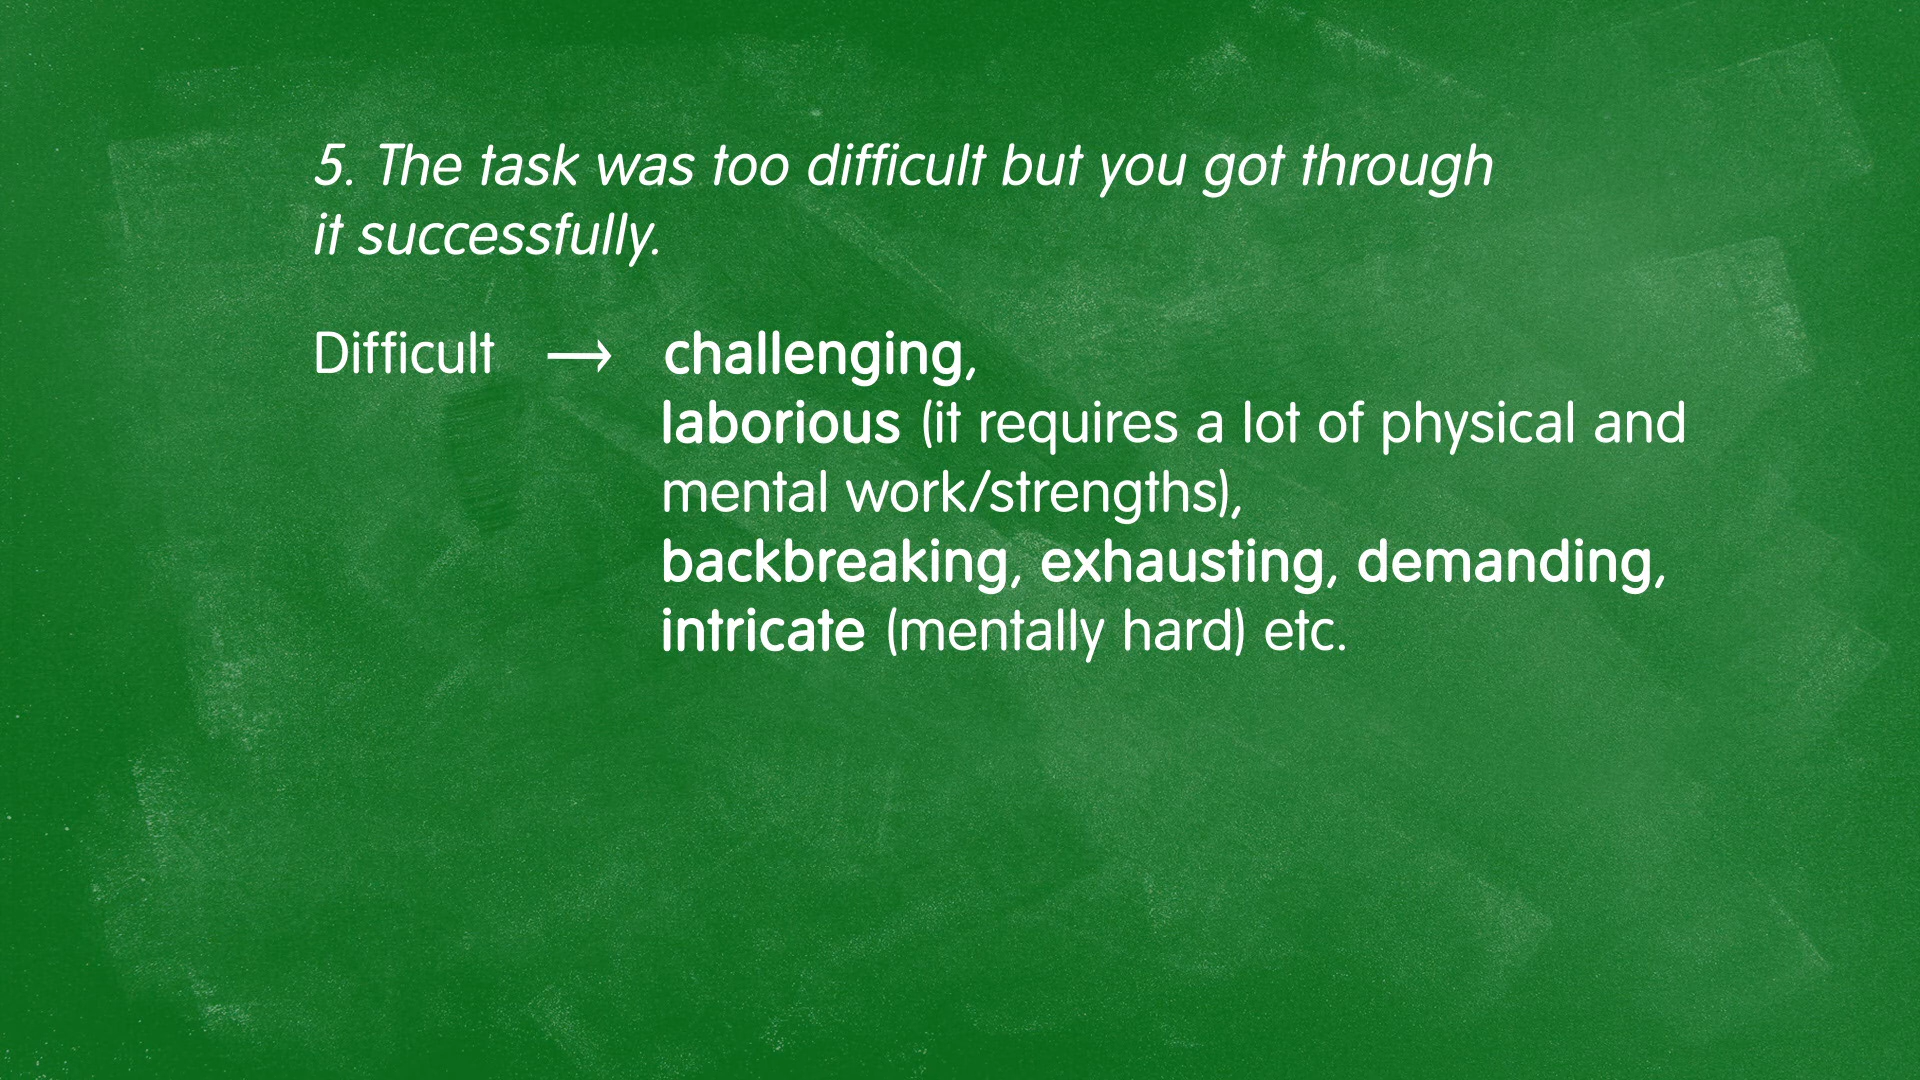 5. The task was too difficult but you got through
it successfully.
Difficult → challenging,
laborious (it requires a lot of physical and
mental work/strengths),
backbreaking, exhausting, demanding,
intricate (mentally hard) etc.